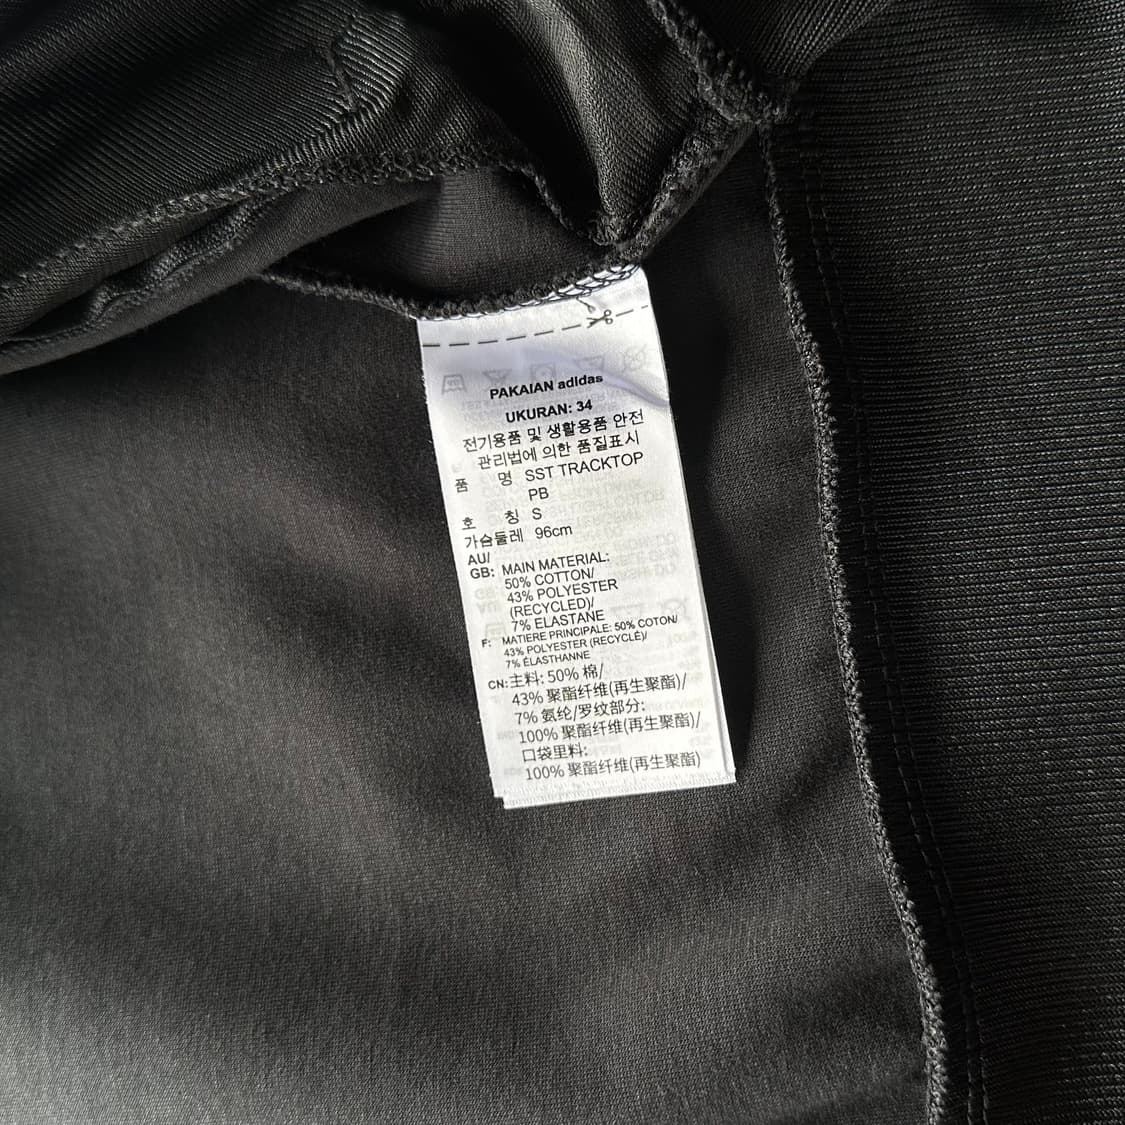 PAKAIAN adidas
UKURAN: 34
전기용품 및 생활용품 안전
관리법에 의한 품질표시
품 명 SST TRACKTOP
PB
호 칭 S
가슴둘레 96cm
AU/
GB: MAIN MATERIAL:
50% COTTON/
43% POLYESTER
(RECYCLED)/
7% ELASTANE
F: MATIERE PRINCIPALE: 50% COTON/
43% POLYESTER (RECYCLÉ)/
7% ÉLASTHANNE
CN: 主料: 50% 棉/
43% 聚酯纤维(再生聚酯)/
7% 氨纶/罗纹部分:
100% 聚酯纤维(再生聚酯)/
口袋里料:
100% 聚酯纤维(再生聚酯)